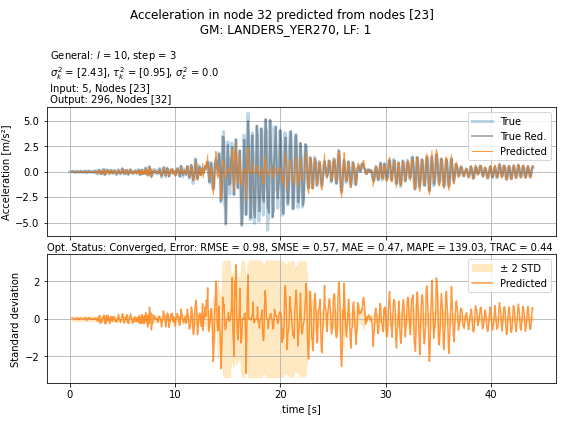 Acceleration in node 32 predicted from nodes [23]
GM: LANDERS_YER270, LF: 1
General: l = 10, step = 3
σ²ₖ = [2.43], τ²ₖ = [0.95], σ²ε = 0.0
Input: 5, Nodes [23]
Output: 296, Nodes [32]
Acceleration [m/s²]
5.0
2.5
0.0
−2.5
−5.0
True
True Red.
Predicted
Opt. Status: Converged, Error: RMSE = 0.98, SMSE = 0.57, MAE = 0.47, MAPE = 139.03, TRAC = 0.44
Standard deviation
2
0
−2
± 2 STD
Predicted
0
10
20
30
40
time [s]